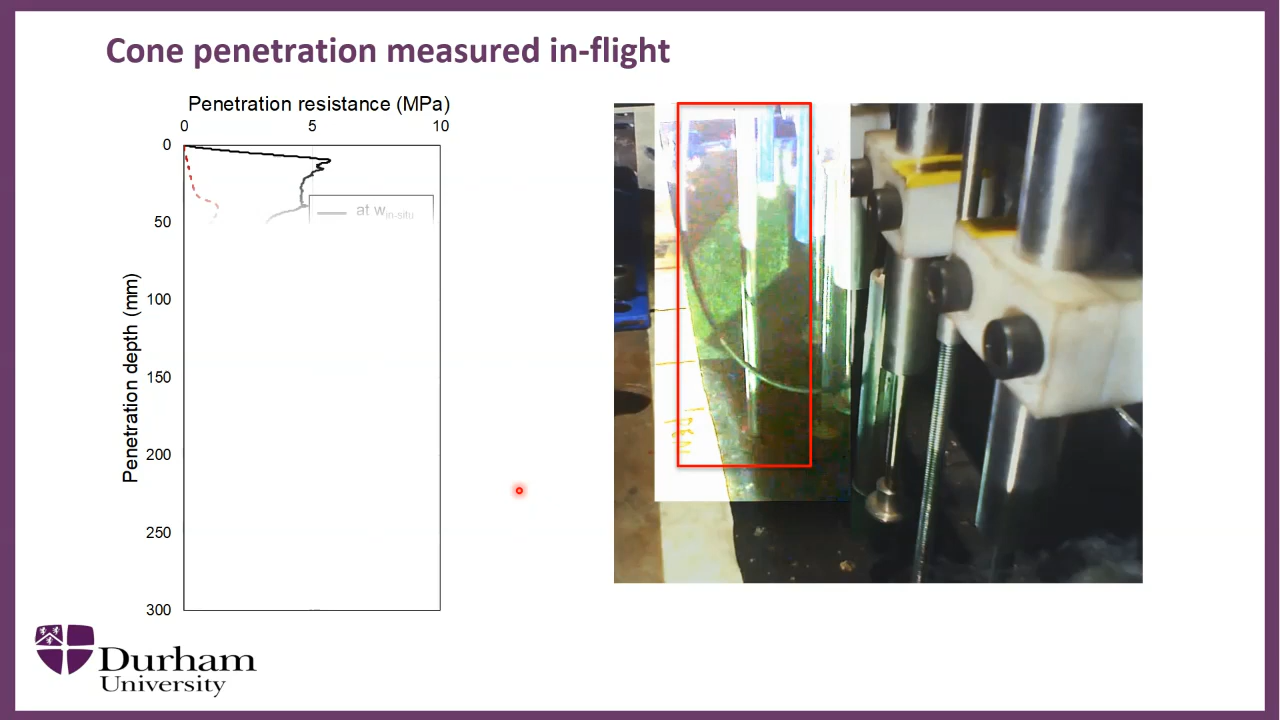 Cone penetration measured in-flight
Penetration resistance (MPa)
0 5 10
0
50
100
150
200
250
300
Penetration depth (mm)
at w_in-situ
Durham
University